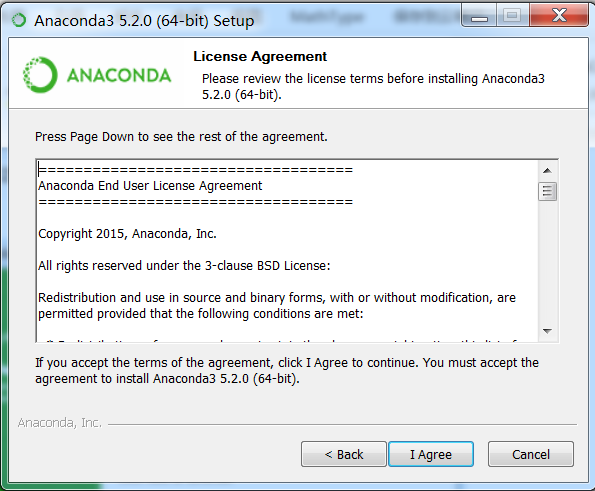 MathType
Anaconda3 5.2.0 (64-bit) Setup
ANACONDA
License Agreement
Please review the license terms before installing Anaconda3
5.2.0 (64-bit).
Press Page Down to see the rest of the agreement.
===================================
Anaconda End User License Agreement
===================================
Copyright 2015, Anaconda, Inc.
All rights reserved under the 3-clause BSD License:
Redistribution and use in source and binary forms, with or without modification, are
permitted provided that the following conditions are met:
If you accept the terms of the agreement, click I Agree to continue. You must accept the
agreement to install Anaconda3 5.2.0 (64-bit).
Anaconda, Inc.
< Back
I Agree
Cancel